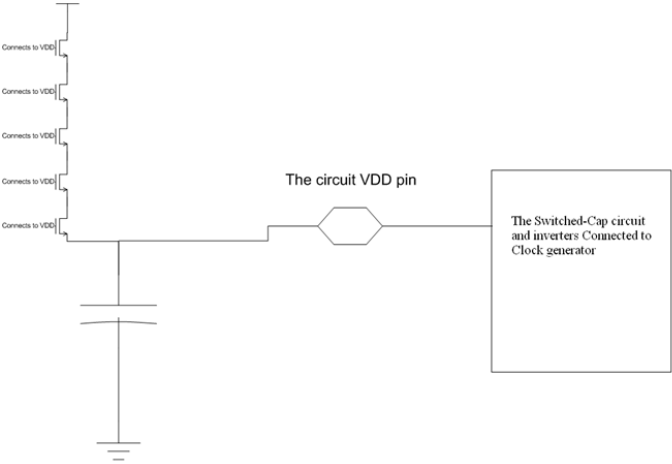 Connects to VDD
Connects to VDD
Connects to VDD
Connects to VDD
Connects to VDD
The circuit VDD pin
The Switched-Cap circuit
and inverters Connected to
Clock generator